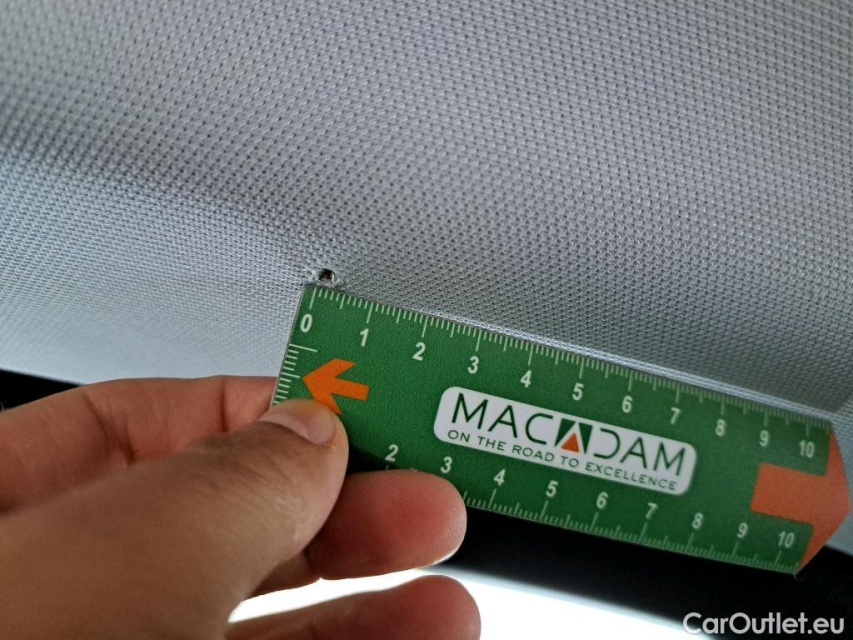 0 1 2 3 4 5 6 7 8 9 10
MACADAM
ON THE ROAD TO EXCELLENCE
2 3 4 5 6 7 8 9 10
CarOutlet.eu